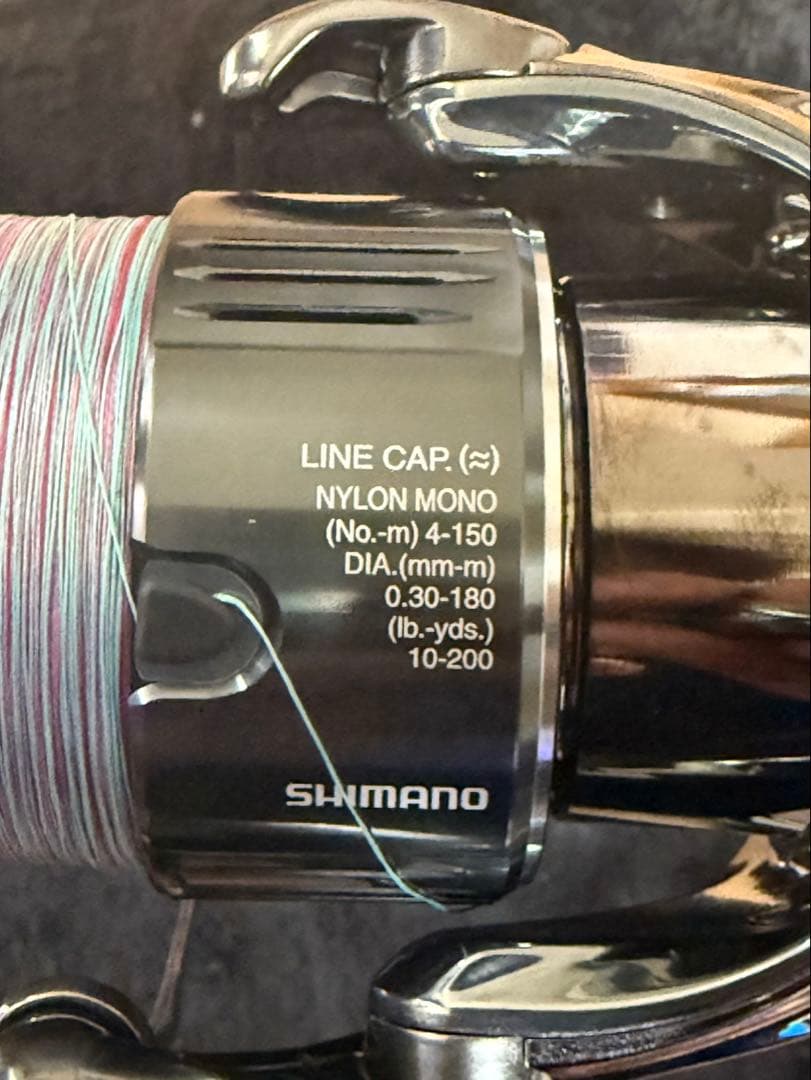 LINE CAP. (≈)
NYLON MONO
(No.-m) 4-150
DIA.(mm-m)
0.30-180
(lb.-yds.)
10-200
SHIMANO